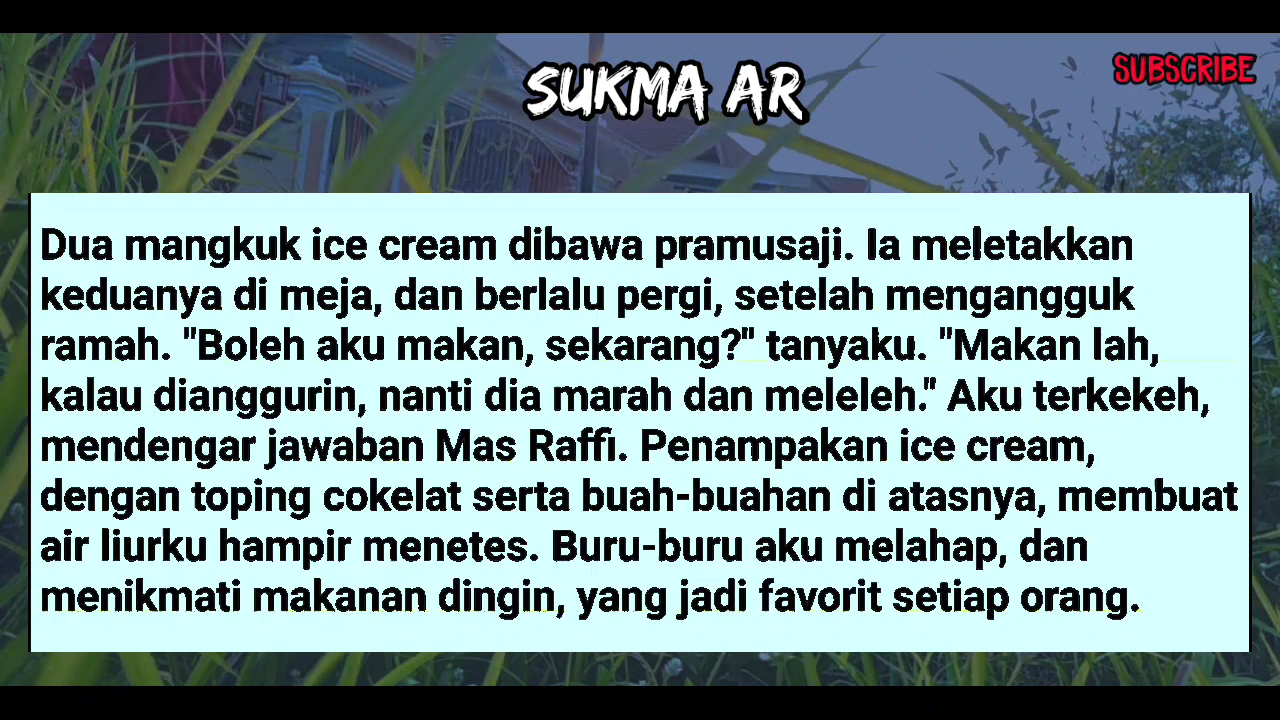 SUKMA AR
SUBSCRIBE
Dua mangkuk ice cream dibawa pramusaji. Ia meletakkan
keduanya di meja, dan berlalu pergi, setelah mengangguk
ramah. "Boleh aku makan, sekarang?" tanyaku. "Makan lah,
kalau dianggurin, nanti dia marah dan meleleh." Aku terkekeh,
mendengar jawaban Mas Raffi. Penampakan ice cream,
dengan toping cokelat serta buah-buahan di atasnya, membuat
air liurku hampir menetes. Buru-buru aku melahap, dan
menikmati makanan dingin, yang jadi favorit setiap orang.